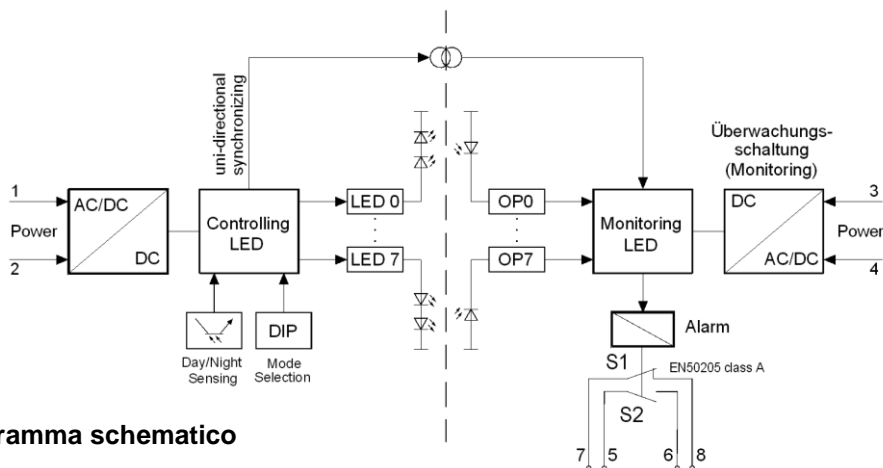 uni-directional
synchronizing
Überwachungs-
schaltung
(Monitoring)
1
AC/DC
DC
Power
2
Controlling
LED
LED 0
LED 7
OP0
OP7
Monitoring
LED
DC
AC/DC
3
Power
4
Day/Night
Sensing
DIP
Mode
Selection
Alarm
S1
EN50205 class A
S2
7 5 6 8
ramma schematico